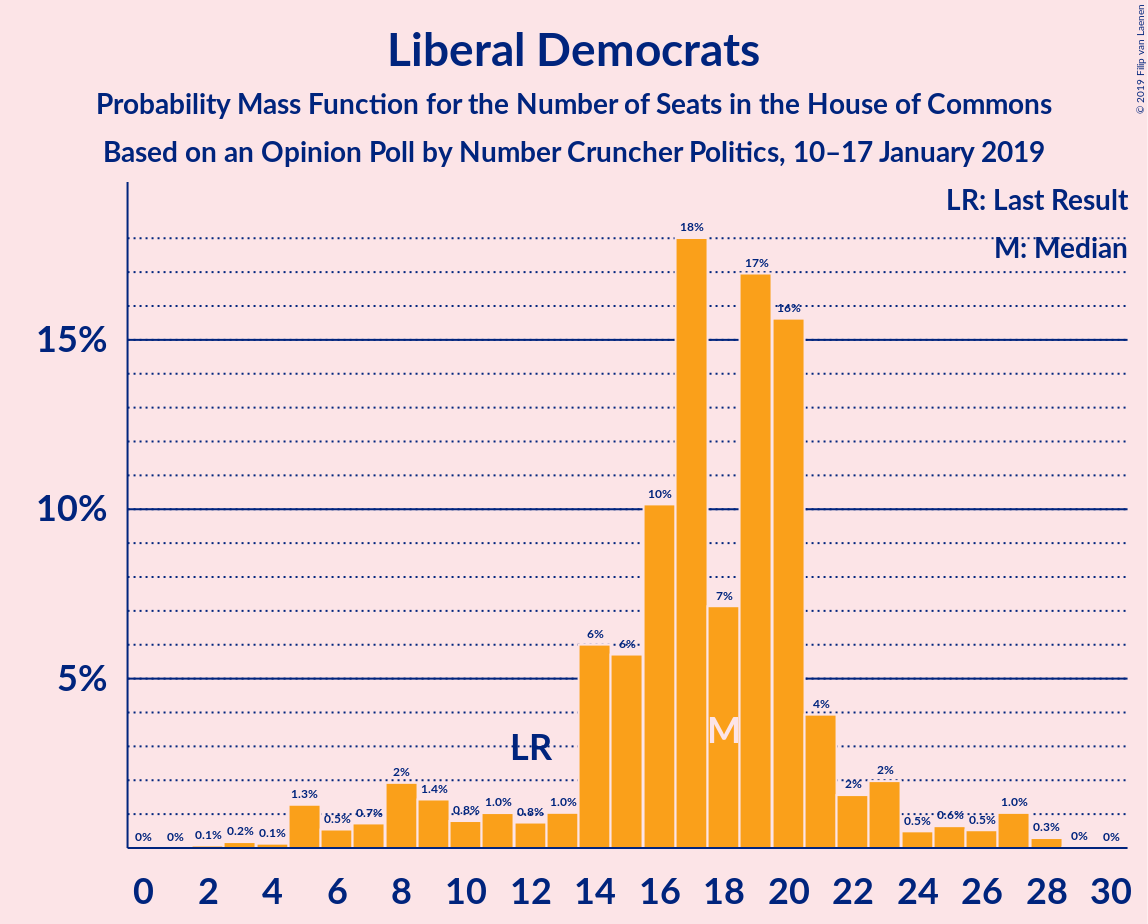 © 2019 Filip van Laenen
Liberal Democrats
Probability Mass Function for the Number of Seats in the House of Commons
Based on an Opinion Poll by Number Cruncher Politics, 10–17 January 2019
LR: Last Result
M: Median
15%
10%
5%
0% 0% 0.1% 0.2% 0.1% 1.3% 0.5% 0.7% 2% 1.4% 0.8% 1.0% 0.8% 1.0% 6% 6% 10% 18% 7% 17% 16% 4% 2% 2% 0.5% 0.6% 0.5% 1.0% 0.3% 0% 0%
LR
M
0 2 4 6 8 10 12 14 16 18 20 22 24 26 28 30